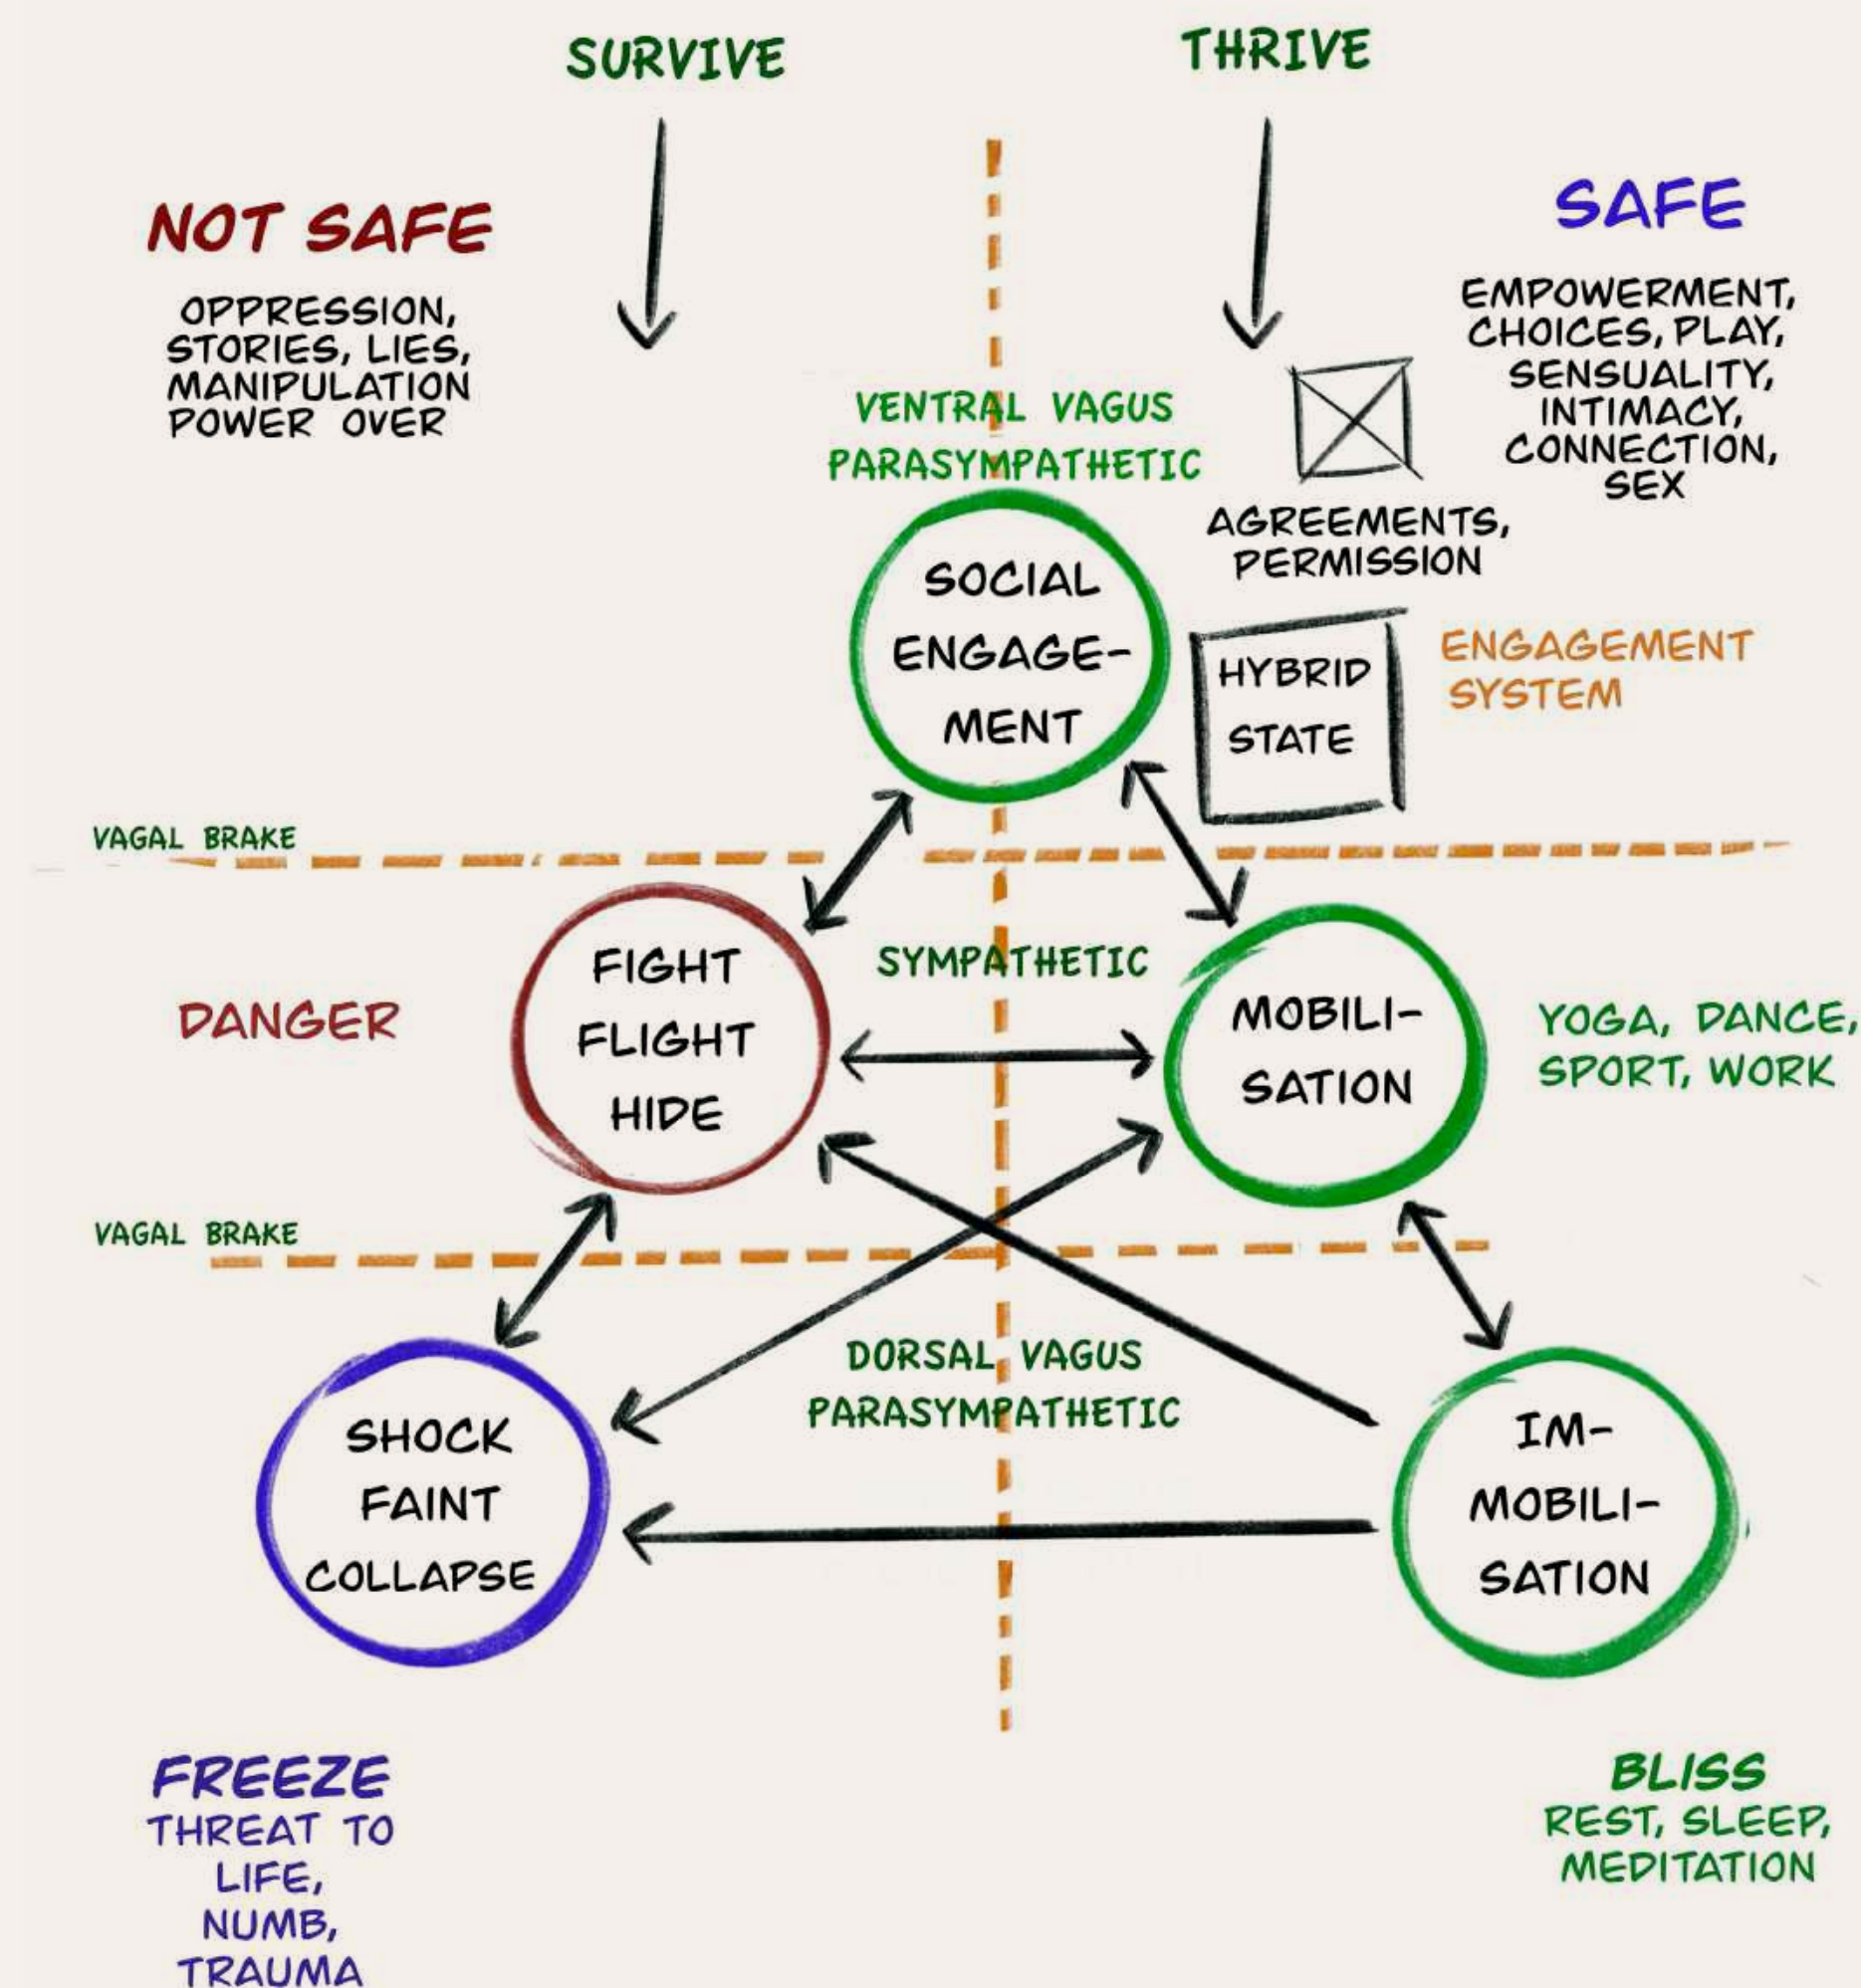 SURVIVE
THRIVE
NOT SAFE
OPPRESSION,
STORIES, LIES,
MANIPULATION
POWER OVER
SAFE
EMPOWERMENT,
CHOICES, PLAY,
SENSUALITY,
INTIMACY,
CONNECTION,
SEX
VENTRAL VAGUS
PARASYMPATHETIC
AGREEMENTS,
PERMISSION
SOCIAL
ENGAGE-
MENT
HYBRID
STATE
ENGAGEMENT
SYSTEM
VAGAL BRAKE
DANGER
FIGHT
FLIGHT
HIDE
SYMPATHETIC
MOBILI-
SATION
YOGA, DANCE,
SPORT, WORK
VAGAL BRAKE
DORSAL VAGUS
PARASYMPATHETIC
SHOCK
FAINT
COLLAPSE
IM-
MOBILI-
SATION
FREEZE
THREAT TO
LIFE,
NUMB,
TRAUMA
BLISS
REST, SLEEP,
MEDITATION